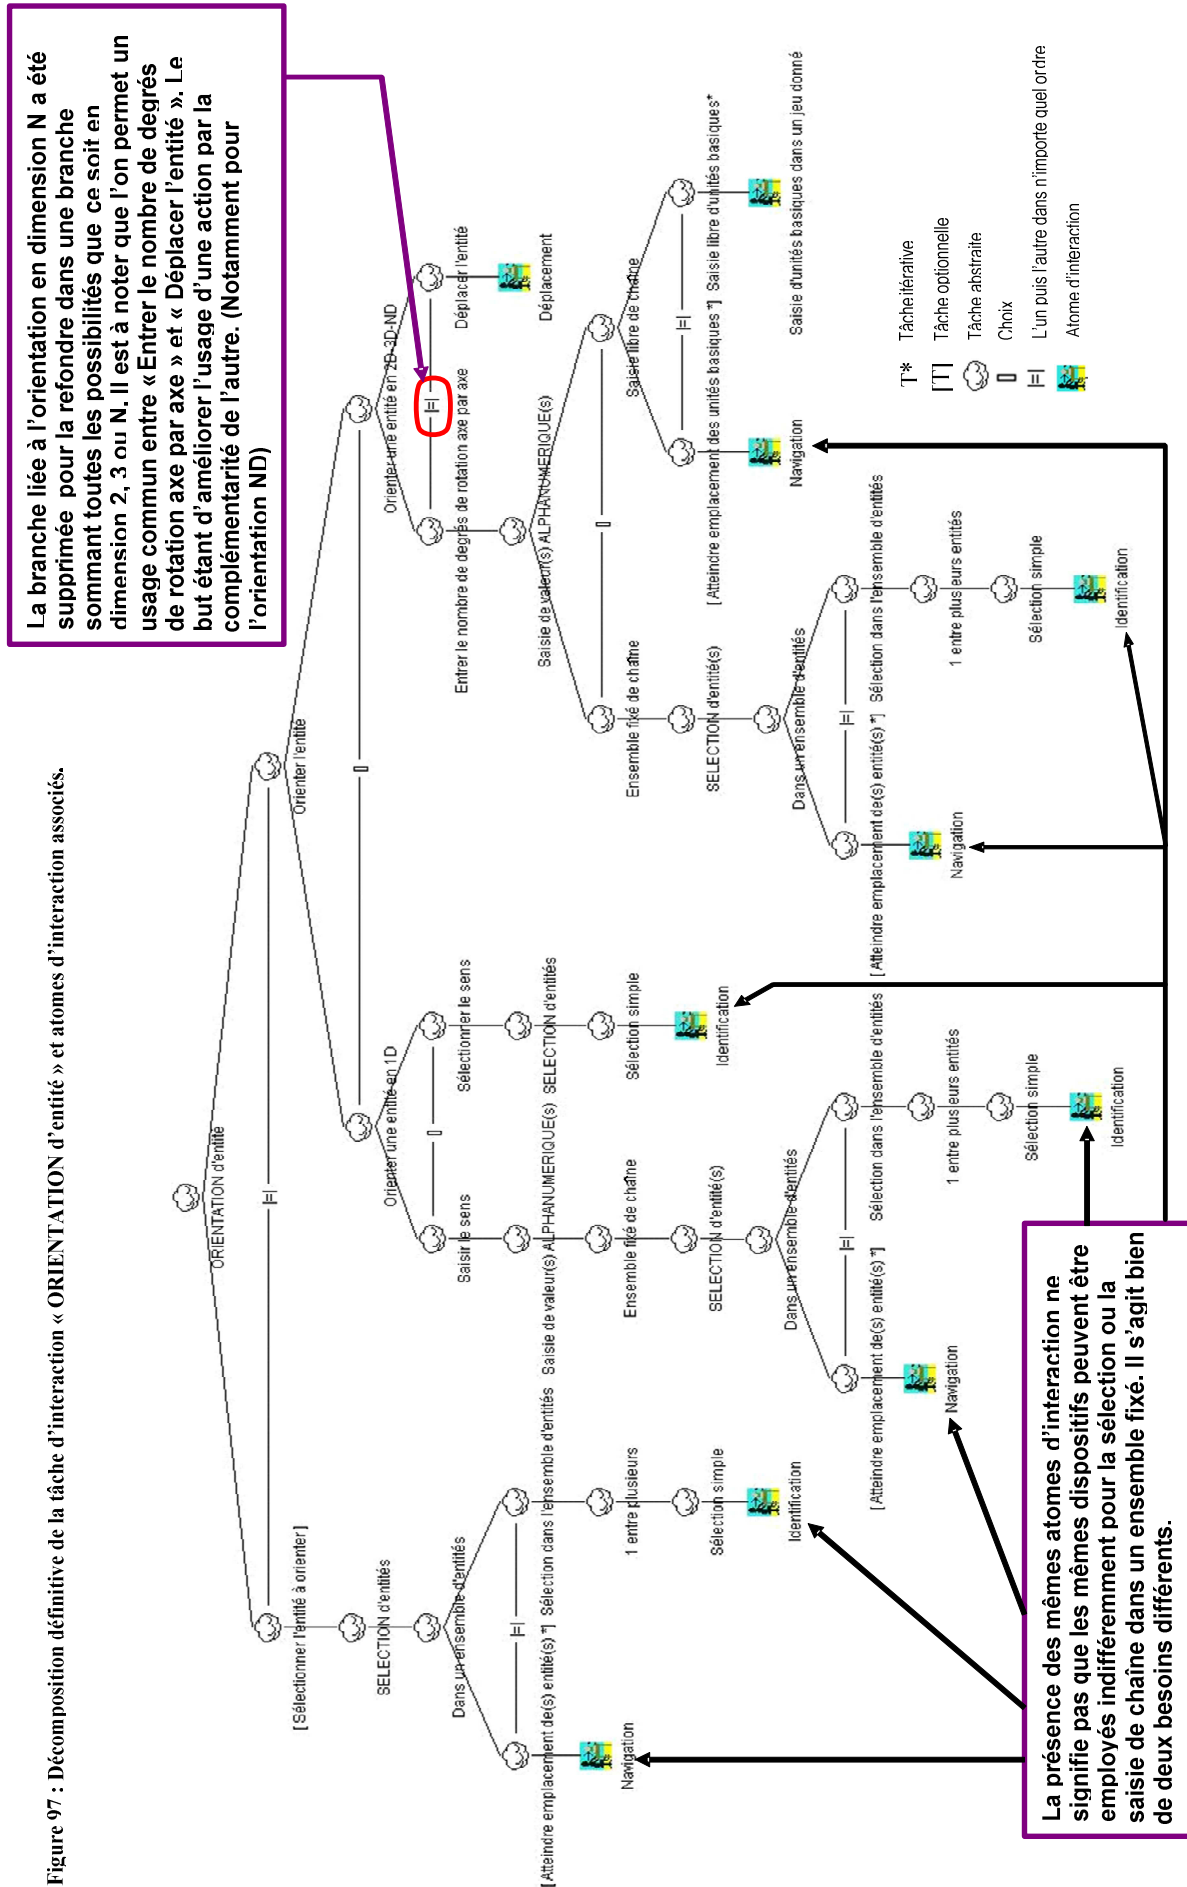 Figure 97 : Décomposition définitive de la tâche d'interaction « ORIENTATION d'entité » et atomes d'interaction associés.
La branche liée à l'orientation en dimension N a été
supprimée pour la refondre dans une branche
sommant toutes les possibilités que ce soit en
dimension 2, 3 ou N. Il est à noter que l'on permet un
usage commun entre « Entrer le nombre de degrés
de rotation axe par axe » et « Déplacer l'entité ». Le
but étant d'améliorer l'usage d'une action par la
complémentarité de l'autre. (Notamment pour
l'orientation ND)
ORIENTATION d'entité
|=|
[ Sélectionner l'entité à orienter ]
Orienter l'entité
SELECTION d'entités
▯
Dans un ensemble d'entités
Orienter une entité en 1D
Orienter une entité en 2D-3D-ND
|=|
▯
|=|
[ Atteindre emplacement de(s) entité(s) *]
Sélection dans l'ensemble d'entités
Saisir le sens
Sélectionner le sens
Entrer le nombre de degrés de rotation axe par axe
Déplacer l'entité
Navigation
1 entre plusieurs
Saisie de valeur(s) ALPHANUMERIQUE(s)
SELECTION d'entités
Saisie de valeur(s) ALPHANUMERIQUE(s)
Déplacement
Sélection simple
Ensemble fixé de chaîne
Sélection simple
▯
Identification
SELECTION d'entité(s)
Identification
Ensemble fixé de chaîne
Saisie libre de chaîne
Dans un ensemble d'entités
SELECTION d'entité(s)
|=|
|=|
Dans un ensemble d'entités
[ Atteindre emplacement des unités basiques *]
Saisie libre d'unités basiques*
[ Atteindre emplacement de(s) entité(s) *]
Sélection dans l'ensemble d'entités
|=|
Navigation
Saisie d'unités basiques dans un jeu donné
Navigation
1 entre plusieurs entités
[ Atteindre emplacement de(s) entité(s) *]
Sélection dans l'ensemble d'entités
Sélection simple
Navigation
1 entre plusieurs entités
Identification
Sélection simple
Identification
T* Tâche itérative
[T] Tâche optionnelle
Tâche abstraite
▯ Choix
|=| L'un puis l'autre dans n'importe quel ordre
Atome d'interaction
La présence des mêmes atomes d'interaction ne
signifie pas que les mêmes dispositifs peuvent être
employés indifféremment pour la sélection ou la
saisie de chaîne dans un ensemble fixé. Il s'agit bien
de deux besoins différents.